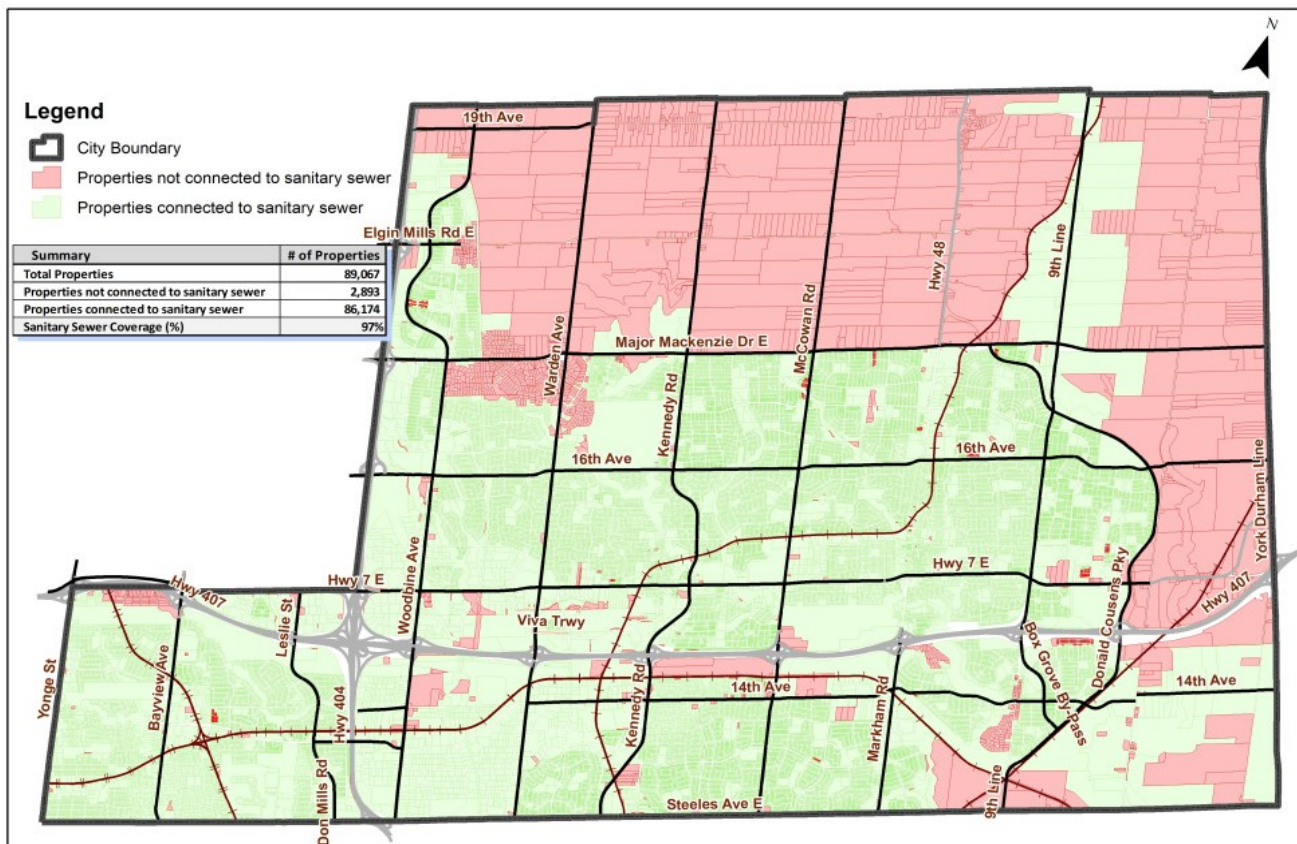 N
Legend
City Boundary
Properties not connected to sanitary sewer
Properties connected to sanitary sewer
Summary # of Properties
Total Properties 89,067
Properties not connected to sanitary sewer 2,893
Properties connected to sanitary sewer 86,174
Sanitary Sewer Coverage (%) 97%
19th Ave
Elgin Mills Rd E
Hwy 48
9th Line
Warden Ave
McCowan Rd
Major Mackenzie Dr E
Kennedy Rd
16th Ave
16th Ave
York Durham Line
Woodbine Ave
Hwy 7 E
Hwy 7 E
Hwy 407
Hwy 407
Leslie St
Viva Trwy
Donald Cousens Pky
Box Grove By-Pass
Yonge St
Bayview Ave
Hwy 404
Kennedy Rd
14th Ave
14th Ave
Markham Rd
Don Mills Rd
Steeles Ave E
9th Line